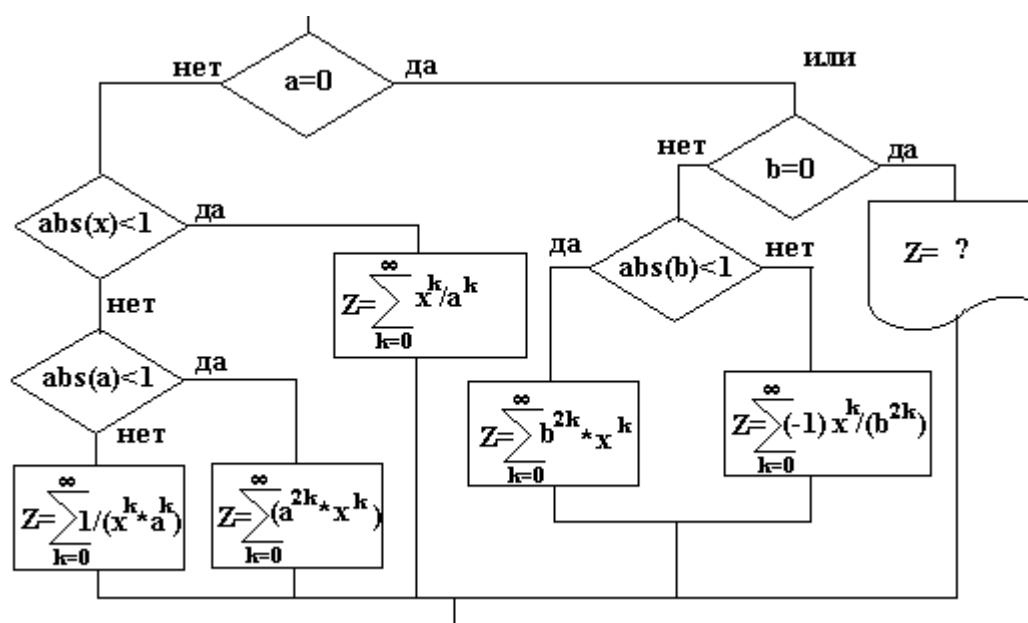 нет
a=0
да
или
нет
b=0
да
abs(x)<1
да
да
abs(b)<1
нет
Z= ?
нет
Z=∑_{k=0}^{∞} x^k/a^k
abs(a)<1
да
нет
Z=∑_{k=0}^{∞} b^{2k}*x^k
Z=∑_{k=0}^{∞} (-1) x^k/(b^{2k})
Z=∑_{k=0}^{∞} 1/(x^k*a^k)
Z=∑_{k=0}^{∞} (a^{2k}*x^k)